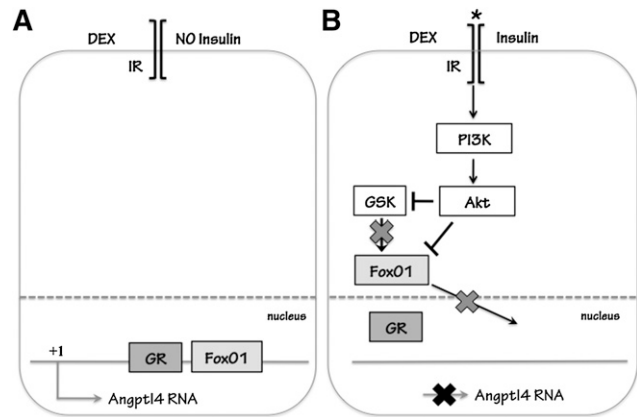 A
DEX
NO Insulin
IR
nucleus
+1
GR
FoxO1
Angptl4 RNA
B
*
DEX
Insulin
IR
PI3K
GSK
Akt
FoxO1
nucleus
GR
Angptl4 RNA